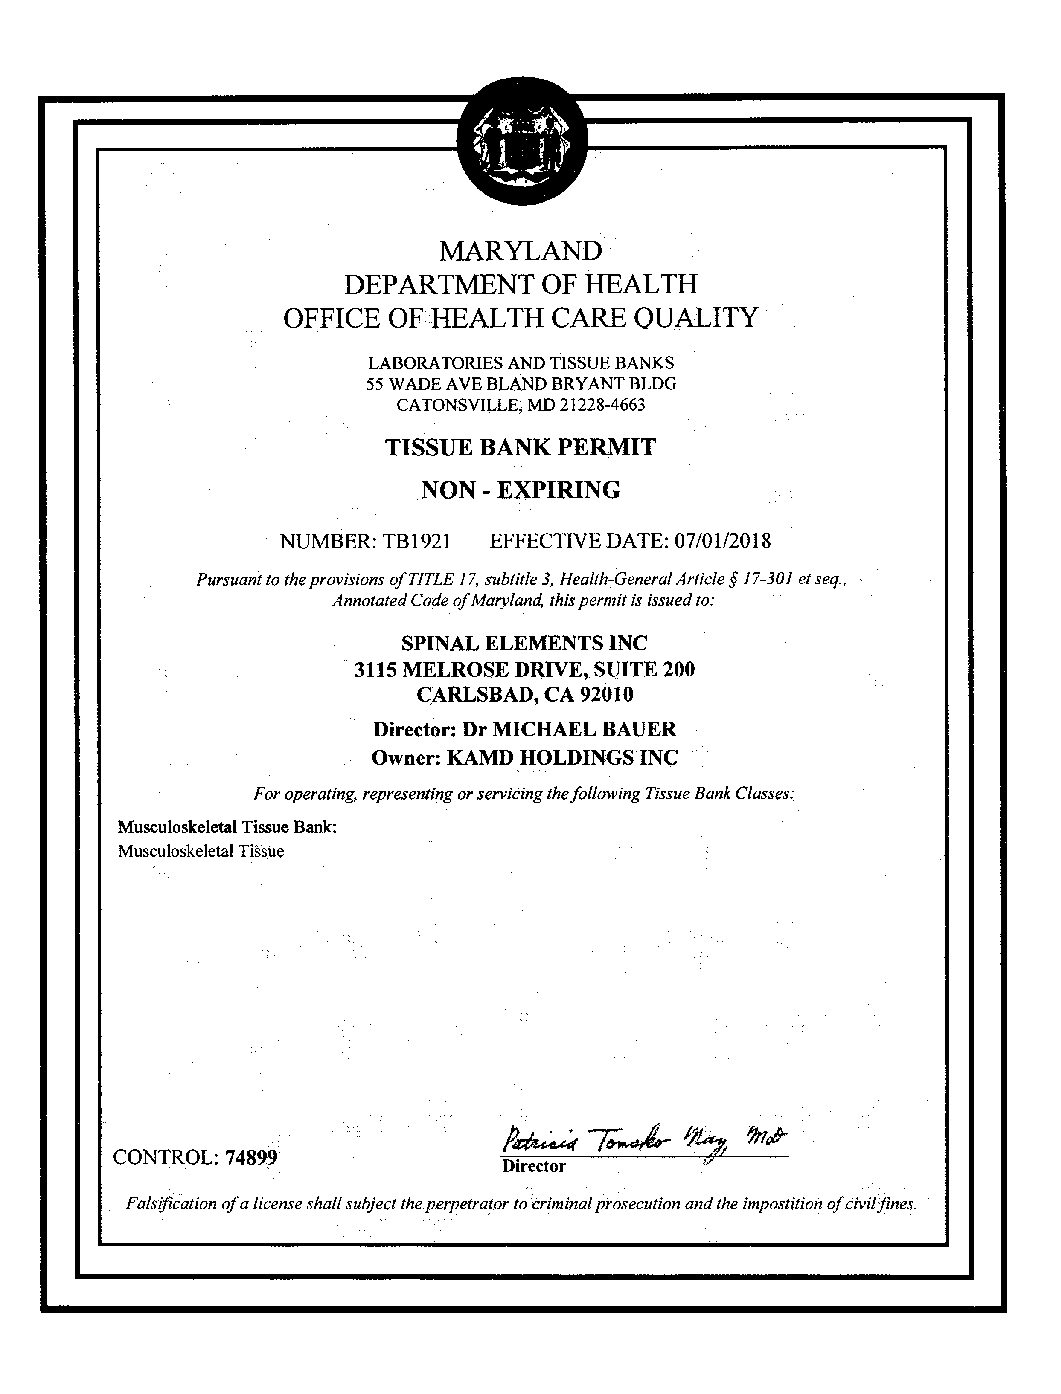 MARYLAND
DEPARTMENT OF HEALTH
OFFICE OF HEALTH CARE QUALITY
LABORATORIES AND TISSUE BANKS
55 WADE AVE BLAND BRYANT BLDG
CATONSVILLE, MD 21228-4663
TISSUE BANK PERMIT
NON - EXPIRING
NUMBER: TB1921 EFFECTIVE DATE: 07/01/2018
Pursuant to the provisions of TITLE 17, subtitle 3, Health-General Article § 17-301 et seq.,
Annotated Code of Maryland, this permit is issued to:
SPINAL ELEMENTS INC
3115 MELROSE DRIVE, SUITE 200
CARLSBAD, CA 92010
Director: Dr MICHAEL BAUER
Owner: KAMD HOLDINGS INC
For operating, representing or servicing the following Tissue Bank Classes:
Musculoskeletal Tissue Bank:
Musculoskeletal Tissue
Patricia Tomsko May, MD
CONTROL: 74899
Director
Falsification of a license shall subject the perpetrator to criminal prosecution and the impostition of civil fines.